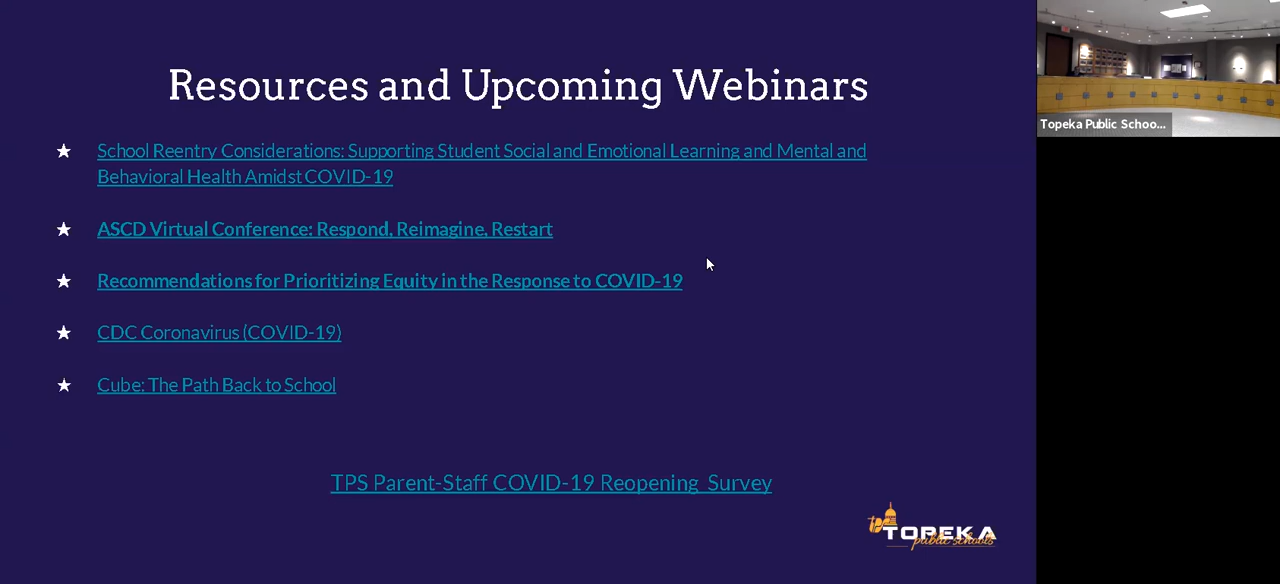 Resources and Upcoming Webinars
School Reentry Considerations: Supporting Student Social and Emotional Learning and Mental and
Behavioral Health Amidst COVID-19
ASCD Virtual Conference: Respond, Reimagine, Restart
Recommendations for Prioritizing Equity in the Response to COVID-19
CDC Coronavirus (COVID-19)
Cube: The Path Back to School
TPS Parent-Staff COVID-19 Reopening Survey
TOPEKA
public schools
Topeka Public Schoo...